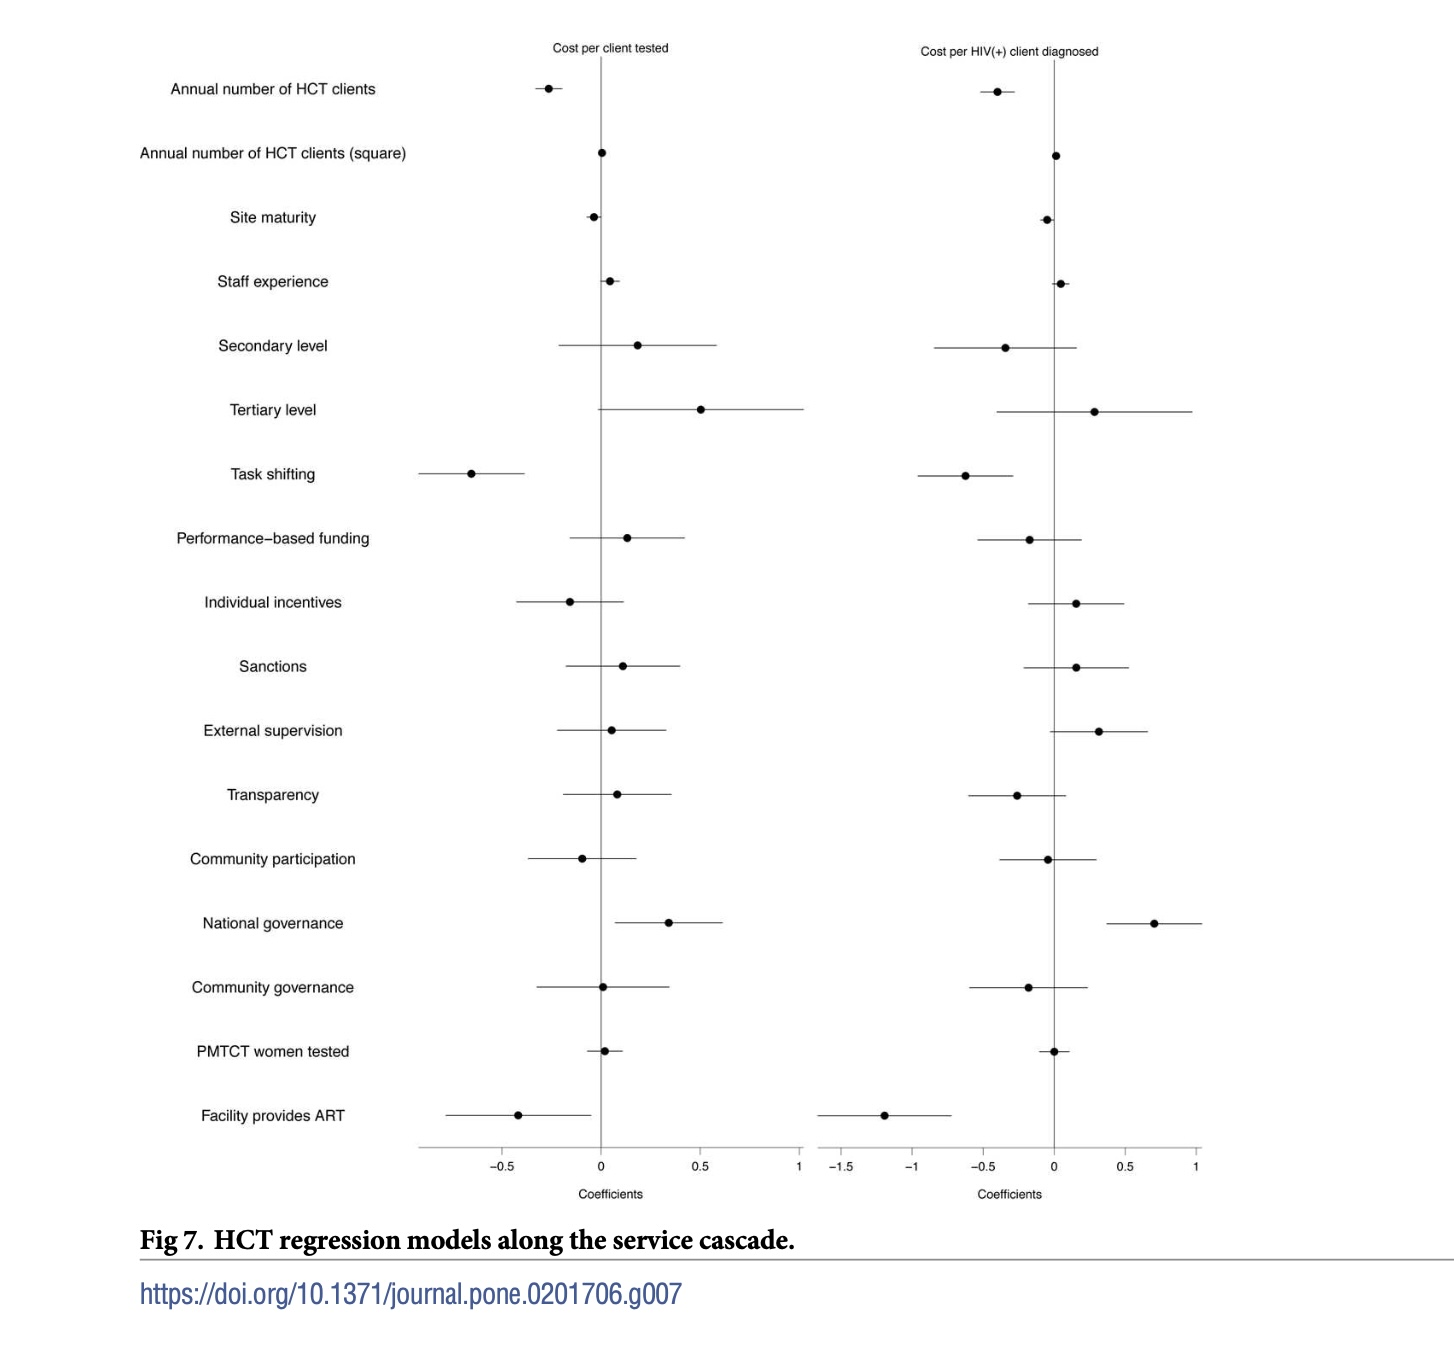 Cost per client tested
Cost per HIV(+) client diagnosed
Annual number of HCT clients
Annual number of HCT clients (square)
Site maturity
Staff experience
Secondary level
Tertiary level
Task shifting
Performance−based funding
Individual incentives
Sanctions
External supervision
Transparency
Community participation
National governance
Community governance
PMTCT women tested
Facility provides ART
−0.5 0 0.5 1
−1.5 −1 −0.5 0 0.5 1
Coefficients
Coefficients
Fig 7. HCT regression models along the service cascade.
https://doi.org/10.1371/journal.pone.0201706.g007